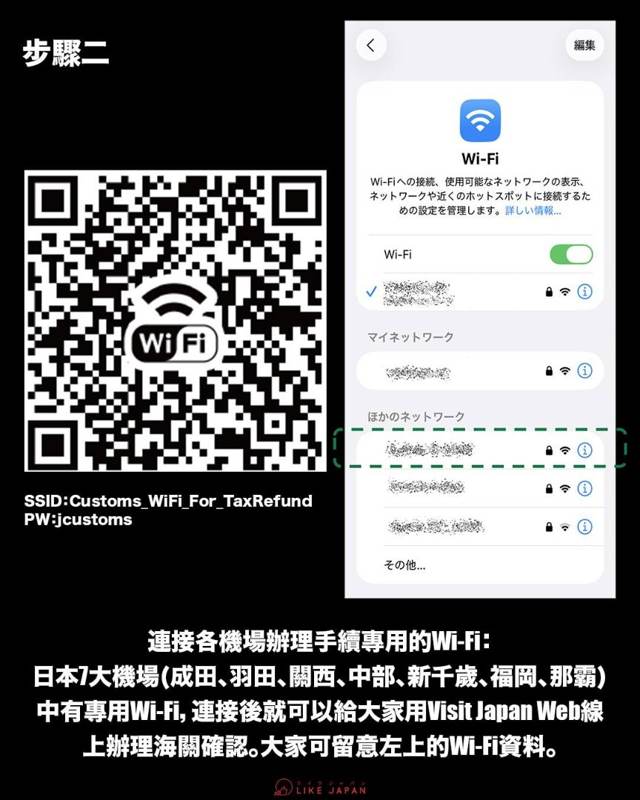 步驟二
編集
Wi-Fi
Wi-Fiへの接続、使用可能なネットワークの表示、
ネットワークや近くのホットスポットに接続するた
めの設定を管理します。詳しい情報...
Wi-Fi
マイネットワーク
ほかのネットワーク
その他...
Wi Fi
SSID:Customs_WiFi_For_TaxRefund
PW:jcustoms
連接各機場辦理手續專用的Wi-Fi：
日本7大機場(成田、羽田、關西、中部、新千歲、福岡、那霸)
中有專用Wi-Fi, 連接後就可以給大家用Visit Japan Web線
上辦理海關確認。大家可留意左上的Wi-Fi資料。
LIKE JAPAN